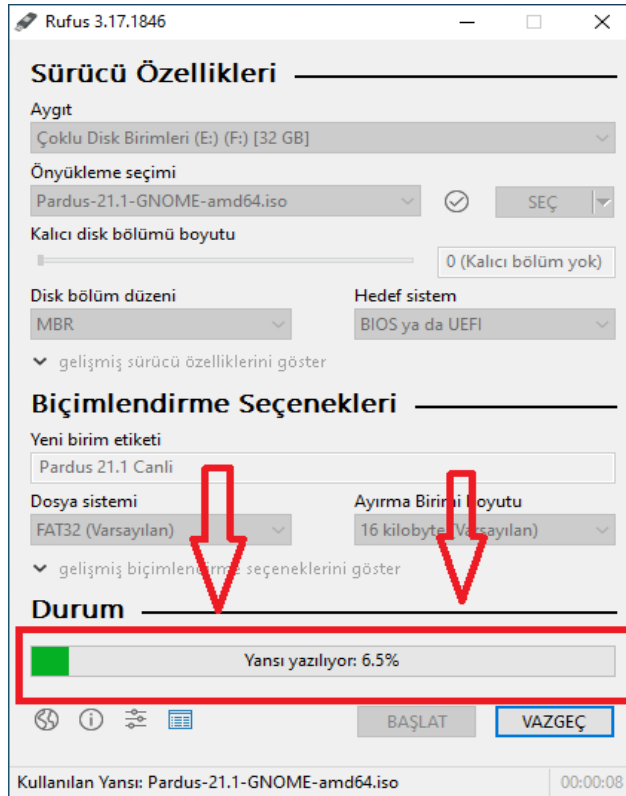 Rufus 3.17.1846
Sürücü Özellikleri
Aygıt
Çoklu Disk Birimleri (E:) (F:) [32 GB]
Önyükleme seçimi
Pardus-21.1-GNOME-amd64.iso
SEÇ
Kalıcı disk bölümü boyutu
0 (Kalıcı bölüm yok)
Disk bölüm düzeni Hedef sistem
MBR BIOS ya da UEFI
gelişmiş sürücü özelliklerini göster
Biçimlendirme Seçenekleri
Yeni birim etiketi
Pardus 21.1 Canli
Dosya sistemi Ayırma Birimi Boyutu
FAT32 (Varsayılan) 16 kilobyte (Varsayılan)
gelişmiş biçimlendirme seçeneklerini göster
Durum
Yansı yazılıyor: 6.5%
BAŞLAT VAZGEÇ
Kullanılan Yansı: Pardus-21.1-GNOME-amd64.iso 00:00:08